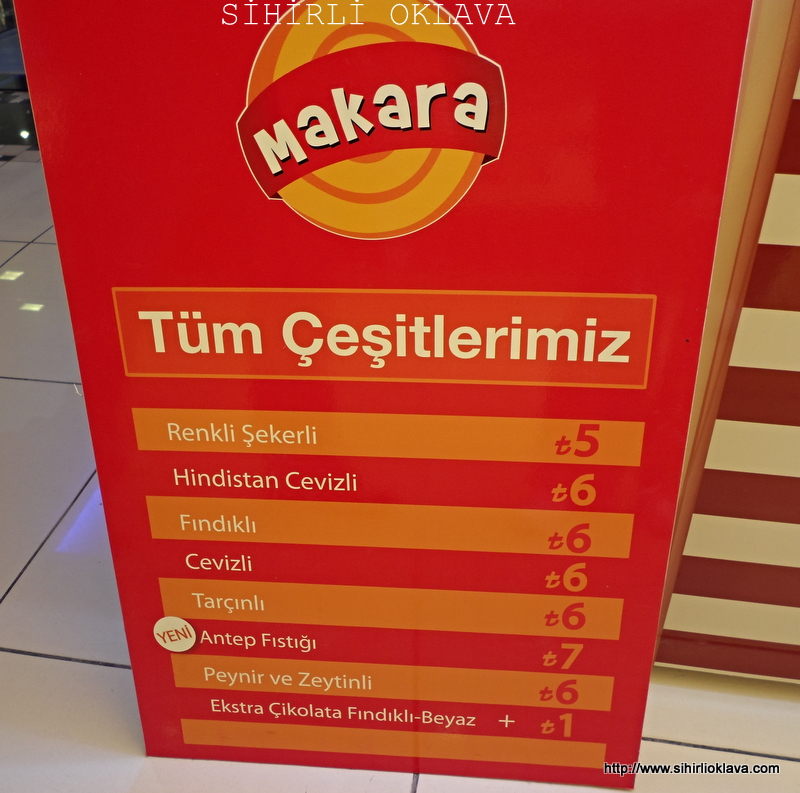 SİHİRLİ OKLAVA
Makara
Tüm Çeşitlerimiz
Renkli Şekerli ₺5
Hindistan Cevizli ₺6
Fındıklı ₺6
Cevizli ₺6
Tarçınlı ₺6
YENİ Antep Fıstığı ₺7
Peynir ve Zeytinli ₺6
Ekstra Çikolata Fındıklı-Beyaz + ₺1
http://www.sihirlioklava.com/